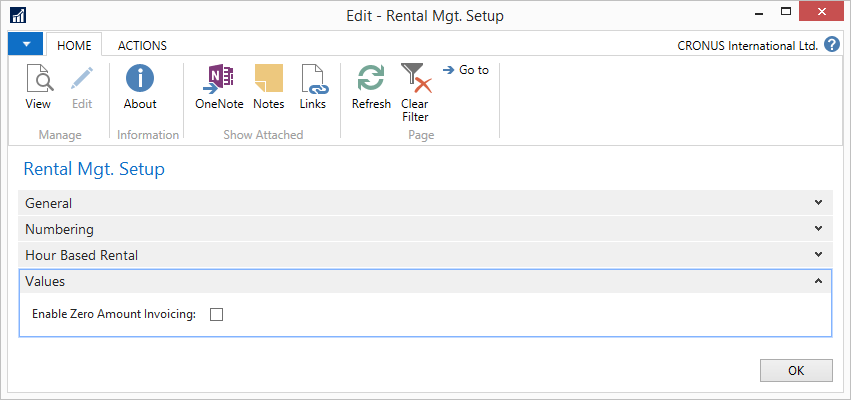 Edit - Rental Mgt. Setup
HOME ACTIONS CRONUS International Ltd. ?
View Edit About OneNote Notes Links Refresh Clear Filter Go to
Manage Information Show Attached Page
Rental Mgt. Setup
General
Numbering
Hour Based Rental
Values
Enable Zero Amount Invoicing:
OK